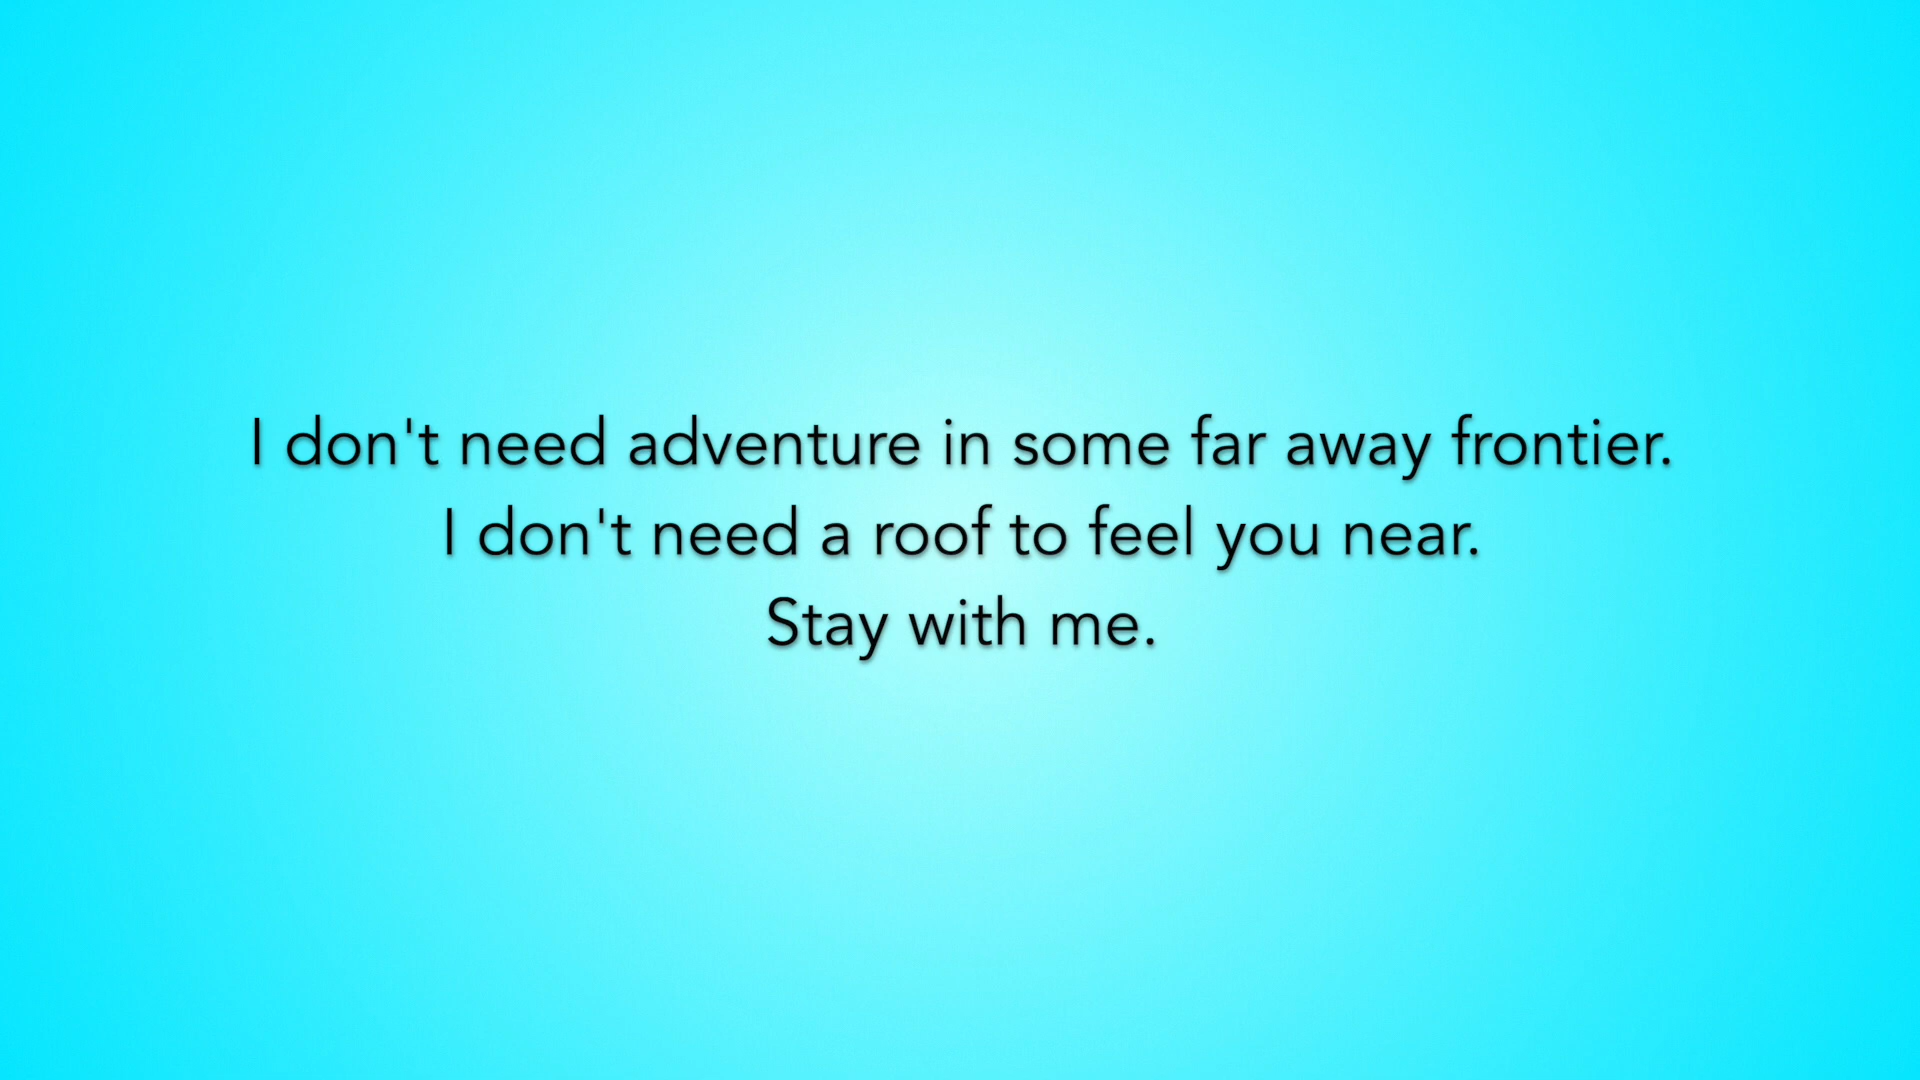 I don't need adventure in some far away frontier.
I don't need a roof to feel you near.
Stay with me.